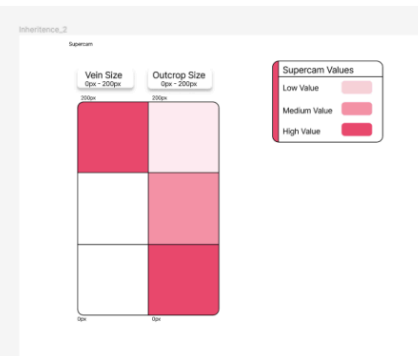 Inheritence_2
Supercam
Vein Size
0px - 200px
Outcrop Size
0px - 200px
200px
200px
0px
0px
Supercam Values
Low Value
Medium Value
High Value